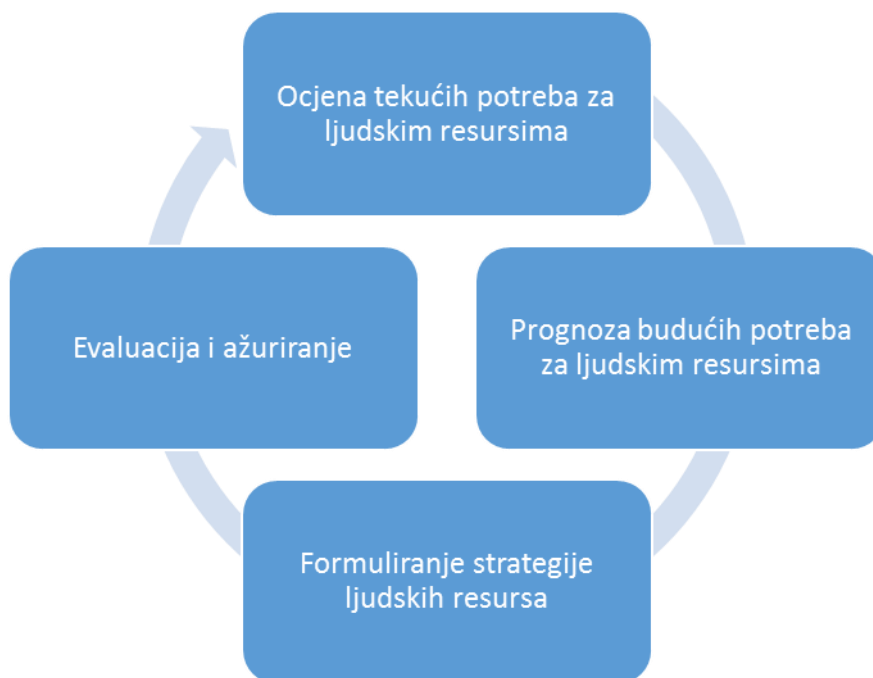 Ocjena tekućih potreba za
ljudskim resursima
Prognoza budućih potreba
za ljudskim resursima
Formuliranje strategije
ljudskih resursa
Evaluacija i ažuriranje